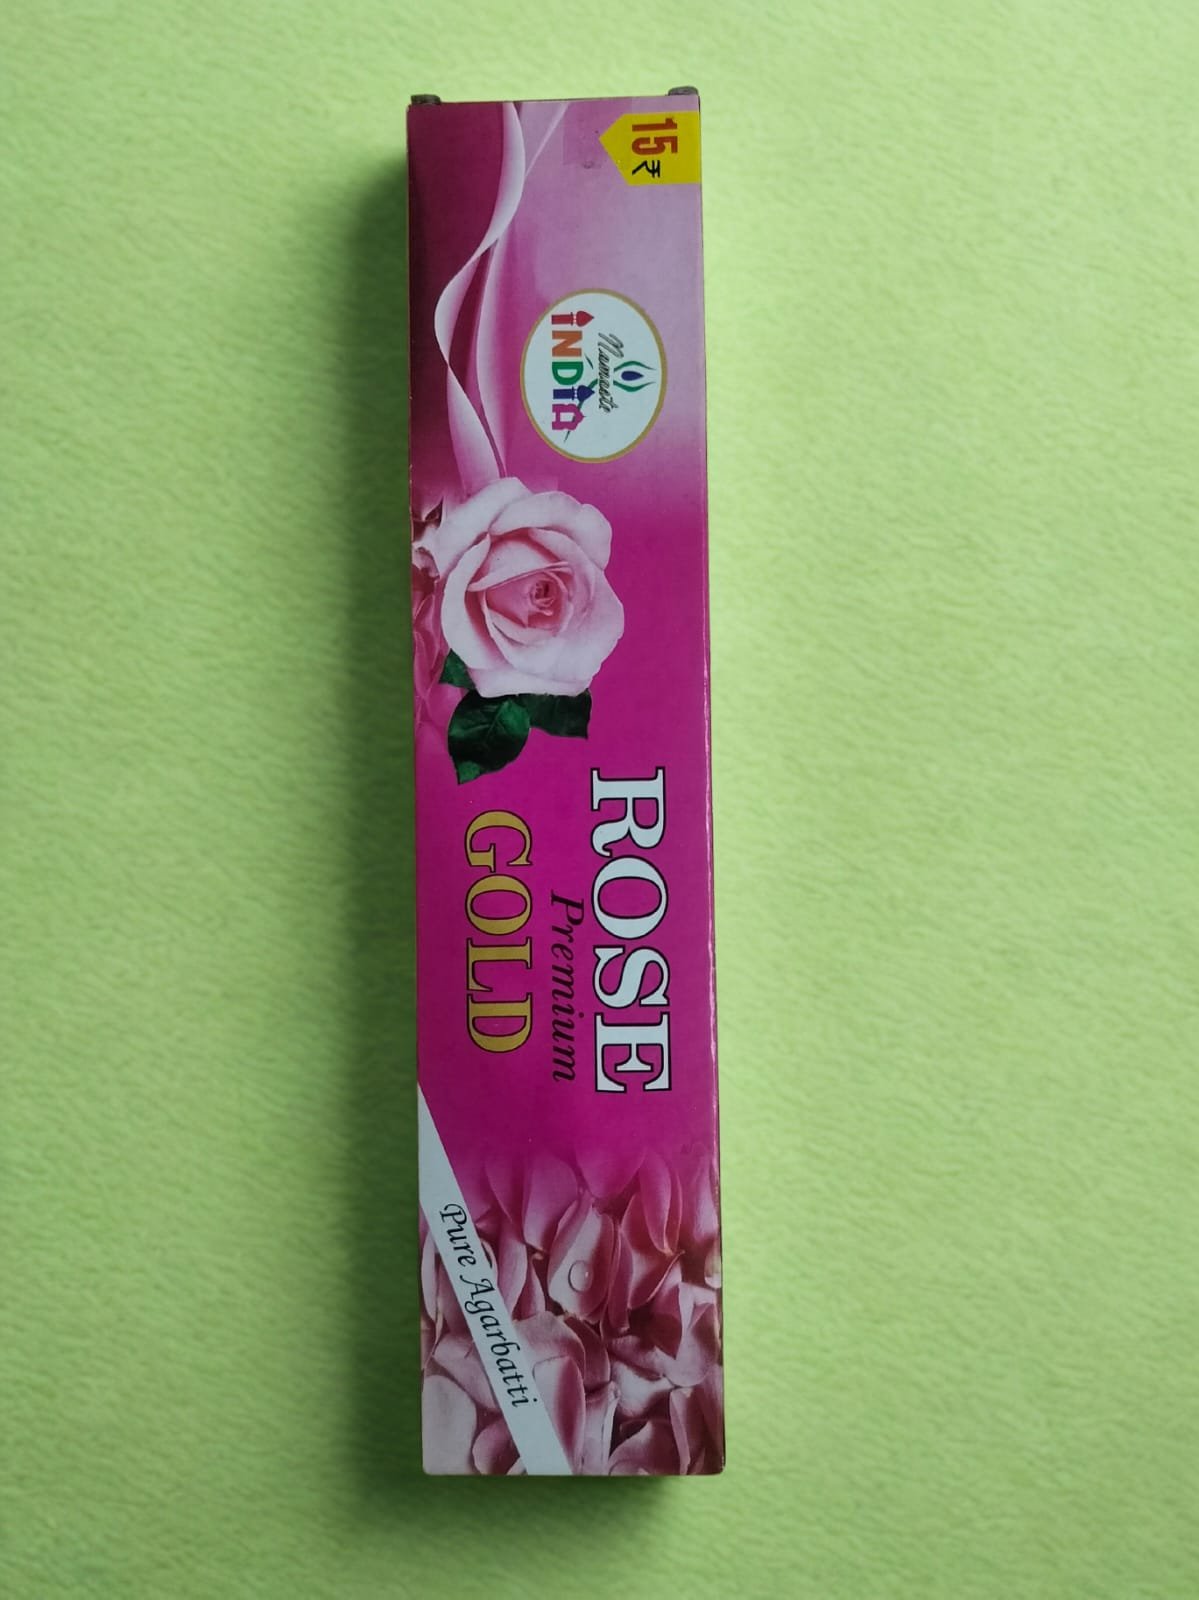 15₹
Namaste
INDIA
ROSE
Premium
GOLD
Pure Agarbatti